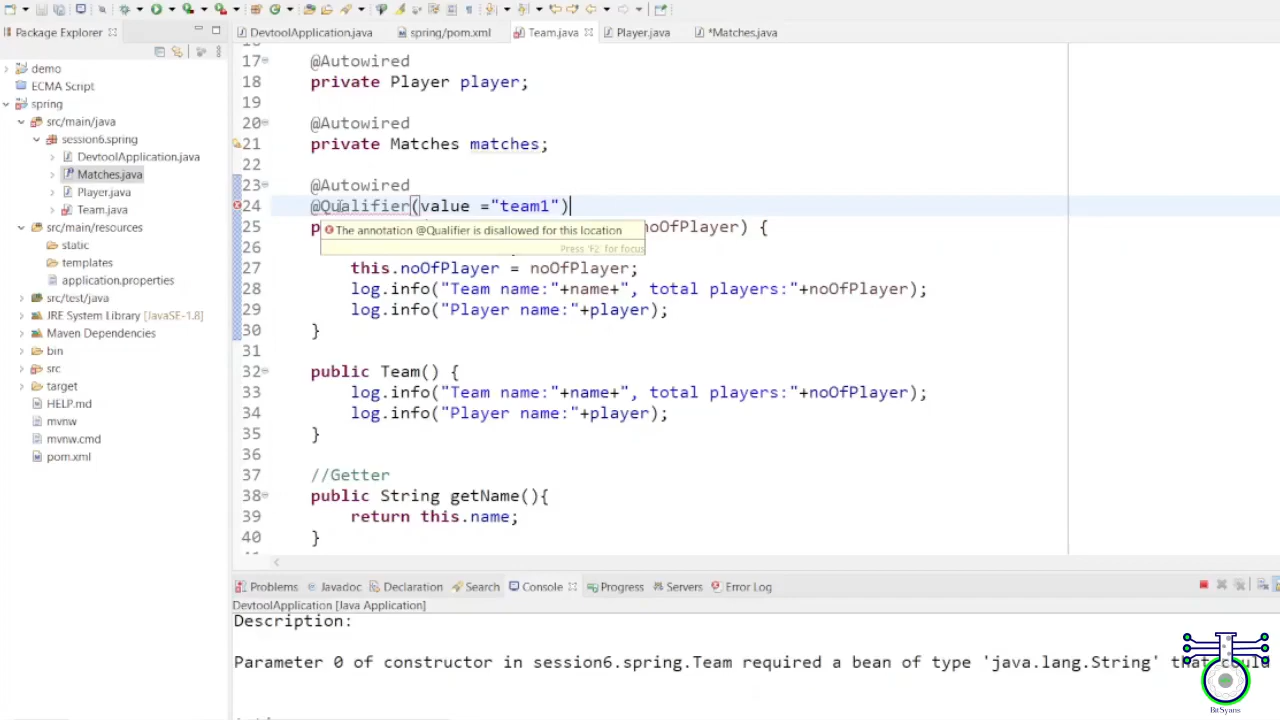 Package Explorer
DevtoolApplication.java
spring/pom.xml
Team.java
Player.java
*Matches.java
demo
ECMA Script
spring
src/main/java
session6.spring
DevtoolApplication.java
Matches.java
Player.java
Team.java
src/main/resources
static
templates
application.properties
src/test/java
JRE System Library [JavaSE-1.8]
Maven Dependencies
bin
src
target
HELP.md
mvnw
mvnw.cmd
pom.xml
17 @Autowired
18 private Player player;
19
20 @Autowired
21 private Matches matches;
22
23 @Autowired
24 @Qualifier(value ="team1")
25 p noOfPlayer) {
The annotation @Qualifier is disallowed for this location
26
Press 'F2' for focus
27 this.noOfPlayer = noOfPlayer;
28 log.info("Team name:"+name+", total players:"+noOfPlayer);
29 log.info("Player name:"+player);
30 }
31
32 public Team() {
33 log.info("Team name:"+name+", total players:"+noOfPlayer);
34 log.info("Player name:"+player);
35 }
36
37 //Getter
38 public String getName(){
39 return this.name;
40 }
Problems Javadoc Declaration Search Console Progress Servers Error Log
DevtoolApplication [Java Application]
Description:
Parameter 0 of constructor in session6.spring.Team required a bean of type 'java.lang.String' that could
BitSyans